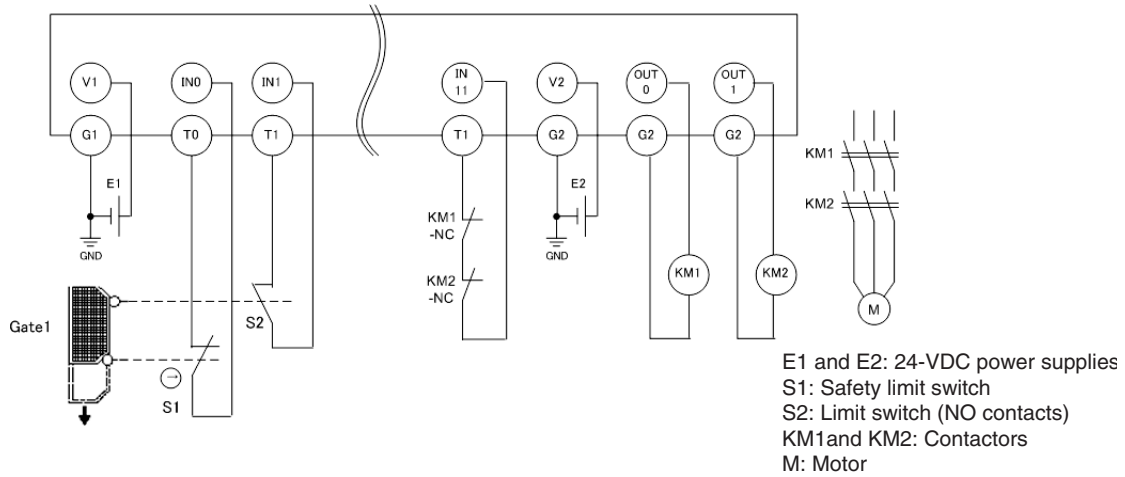 V1
IN0
IN1
IN
11
V2
OUT
0
OUT
1
G1
T0
T1
T1
G2
G2
G2
KM1
KM2
E1
E2
GND
GND
KM1
-NC
KM2
-NC
KM1
KM2
M
Gate1
S2
S1
E1 and E2: 24-VDC power supplies
S1: Safety limit switch
S2: Limit switch (NO contacts)
KM1and KM2: Contactors
M: Motor